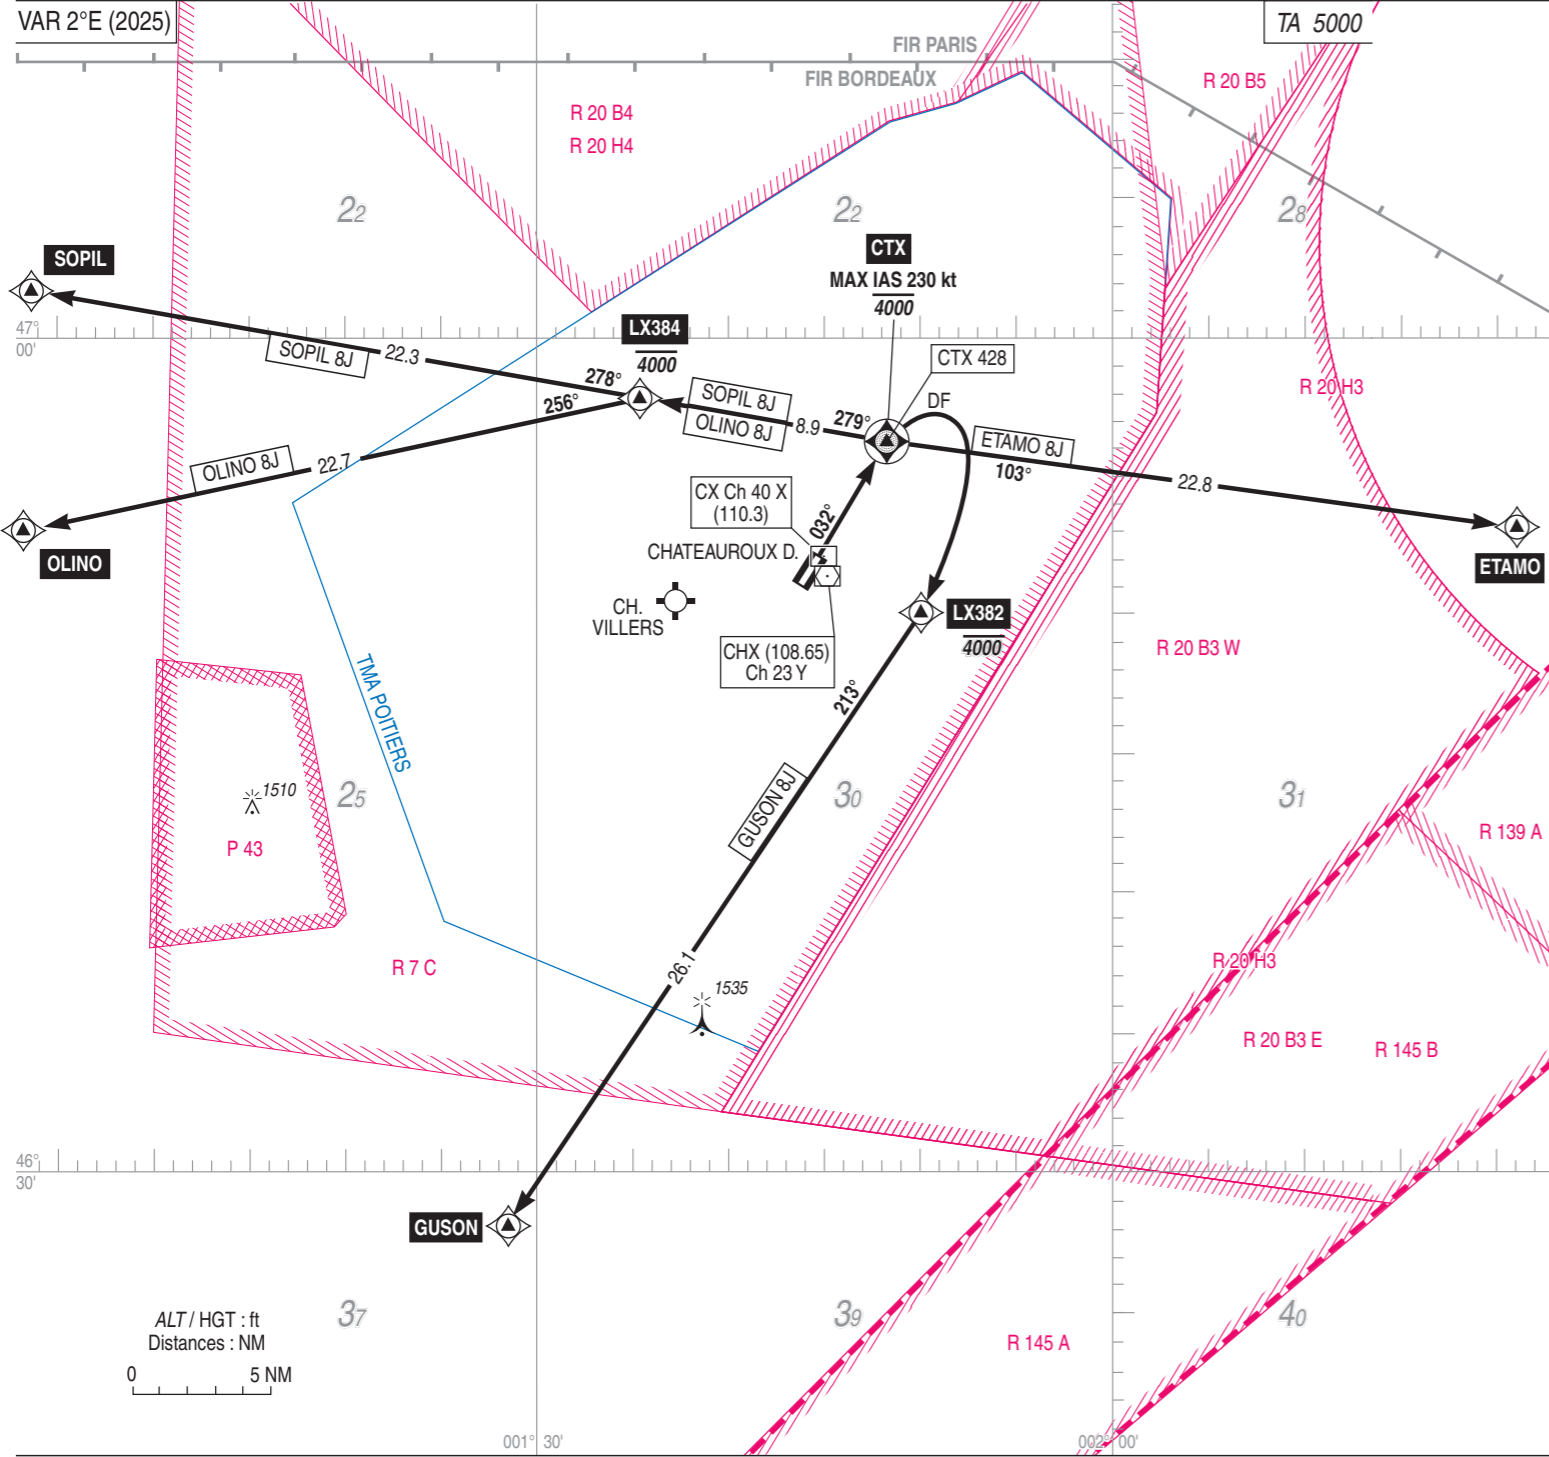 VAR 2°E (2025)
TA 5000
FIR PARIS
FIR BORDEAUX
R 20 B5
R 20 B4
R 20 H4
22
22
28
SOPIL
CTX
MAX IAS 230 kt
4000
47°
00'
LX384
4000
SOPIL 8J
22.3
278°
256°
CTX 428
R 20 H3
DF
SOPIL 8J
OLINO 8J
8.9
279°
ETAMO 8J
103°
22.8
OLINO 8J
22.7
CX Ch 40 X
(110.3)
032°
CHATEAUROUX D.
OLINO
ETAMO
CH.
VILLERS
LX382
4000
CHX (108.65)
Ch 23 Y
R 20 B3 W
TMA POITIERS
213°
1510
25
30
31
GUSON 8J
P 43
R 139 A
R 7 C
26.1
1535
R 20 H3
R 20 B3 E
R 145 B
46°
30'
GUSON
37
39
40
ALT / HGT : ft
Distances : NM
0
5 NM
R 145 A
001° 30'
002° 00'